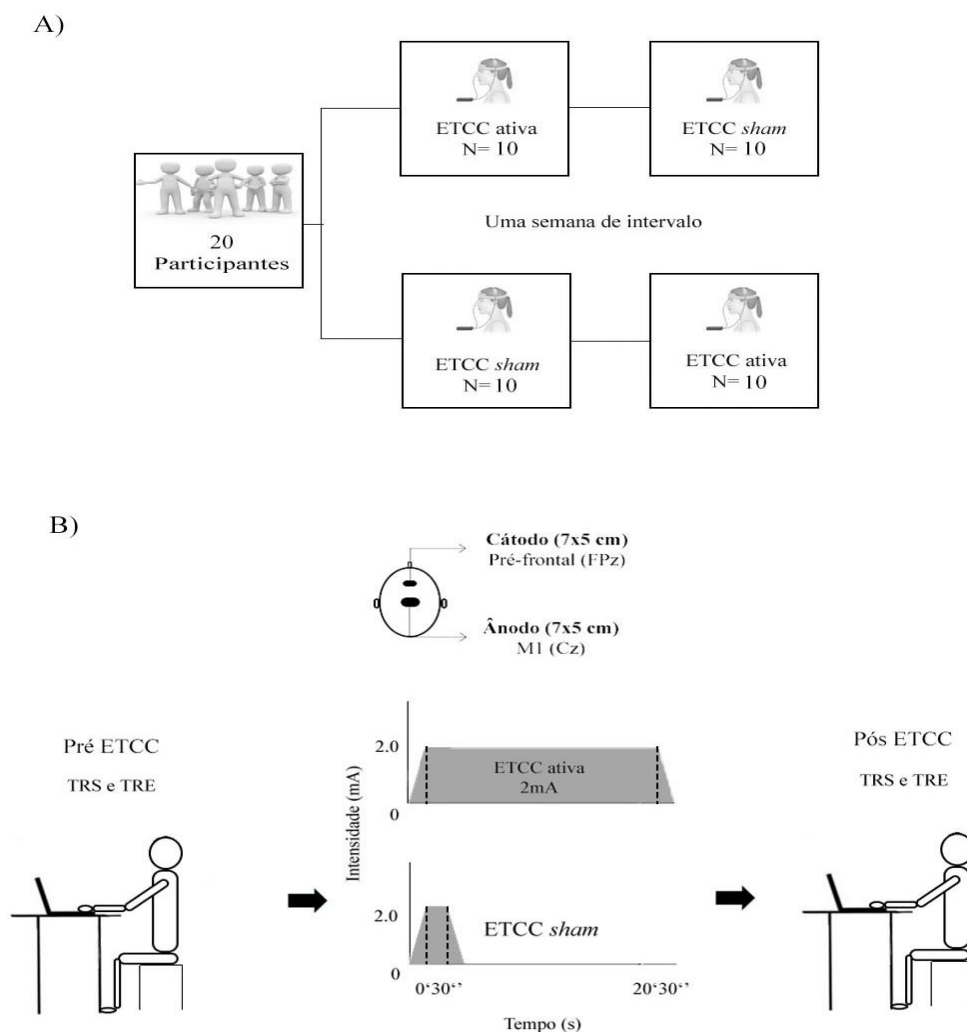 A)
ETCC ativa
N= 10
ETCC sham
N= 10
20
Participantes
Uma semana de intervalo
ETCC sham
N= 10
ETCC ativa
N= 10
B)
Cátodo (7x5 cm)
Pré-frontal (FPz)
Ânodo (7x5 cm)
M1 (Cz)
Pré ETCC
TRS e TRE
Intensidade (mA)
2.0
0
ETCC ativa
2mA
2.0
0
ETCC sham
0‘30‘’
20‘30‘’
Tempo (s)
Pós ETCC
TRS e TRE